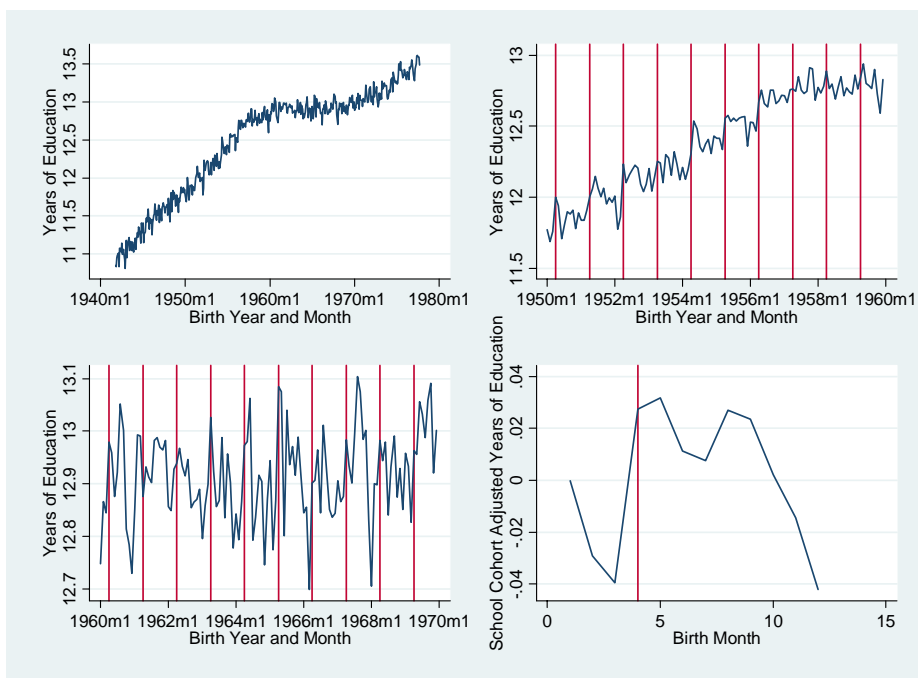 Years of Education
11 11.5 12 12.5 13 13.5
1940m1 1950m1 1960m1 1970m1 1980m1
Birth Year and Month
Years of Education
11.5 12 12.5 13
1950m1 1952m1 1954m1 1956m1 1958m1 1960m1
Birth Year and Month
Years of Education
12.7 12.8 12.9 13 13.1
1960m1 1962m1 1964m1 1966m1 1968m1 1970m1
Birth Year and Month
School Cohort Adjusted Years of Education
-.04 -.02 0 .02 .04
0 5 10 15
Birth Month